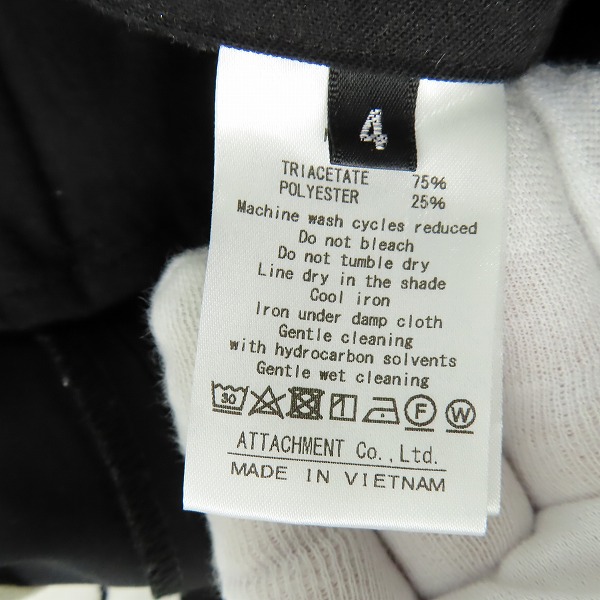 4
TRIACETATE 75%
POLYESTER 25%
Machine wash cycles reduced
Do not bleach
Do not tumble dry
Line dry in the shade
Cool iron
Iron under damp cloth
Gentle cleaning
with hydrocarbon solvents
Gentle wet cleaning
30 F W
ATTACHMENT Co.,Ltd.
MADE IN VIETNAM